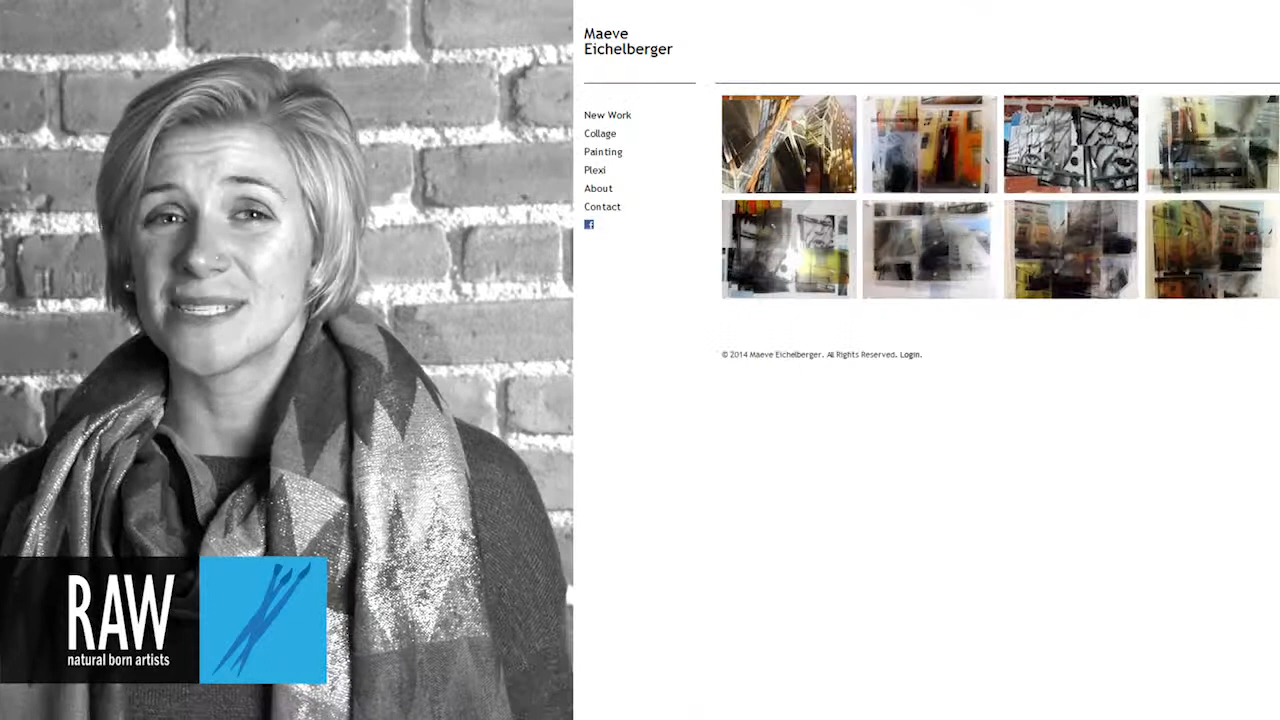 Maeve
Eichelberger
New Work
Collage
Painting
Plexi
About
Contact
© 2014 Maeve Eichelberger. All Rights Reserved. Login.
RAW
natural born artists